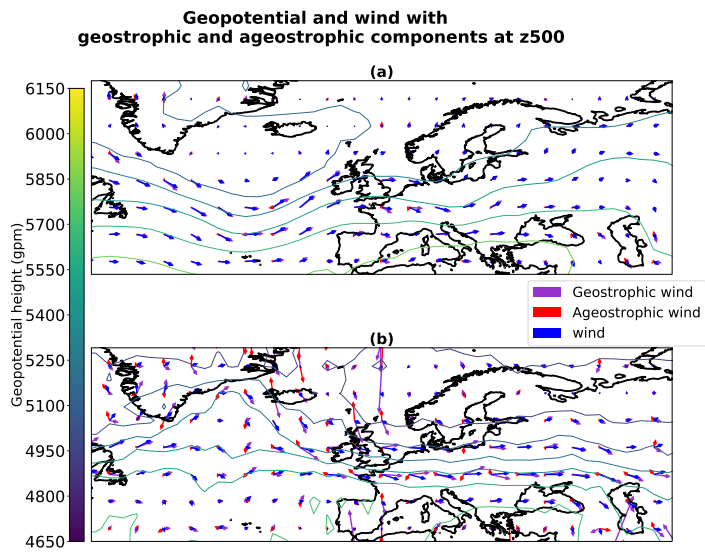 Geopotential and wind with
geostrophic and ageostrophic components at z500
(a)
6150
6000
5850
5700
5550
5400
5250
5100
4950
4800
4650
Geopotential height (gpm)
Geostrophic wind
Ageostrophic wind
wind
(b)